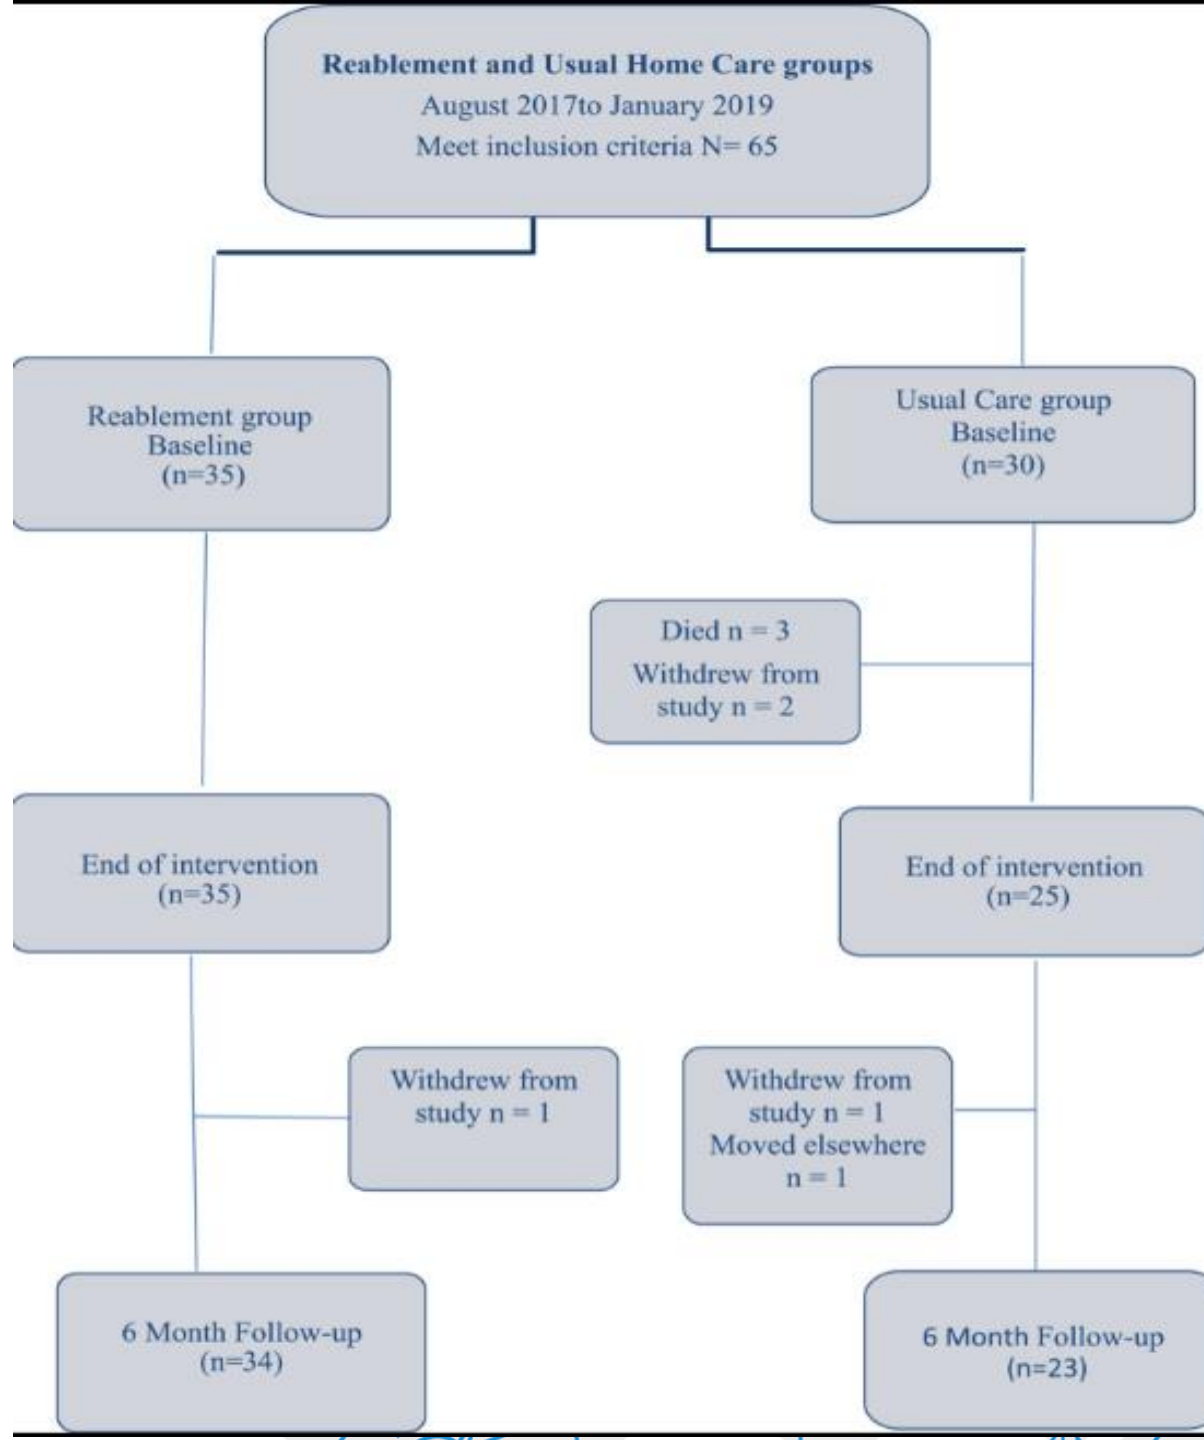 Reablement and Usual Home Care groups
August 2017to January 2019
Meet inclusion criteria N= 65
Reablement group
Baseline
(n=35)
Usual Care group
Baseline
(n=30)
Died n = 3
Withdrew from
study n = 2
End of intervention
(n=35)
End of intervention
(n=25)
Withdrew from
study n = 1
Withdrew from
study n = 1
Moved elsewhere
n = 1
6 Month Follow-up
(n=34)
6 Month Follow-up
(n=23)